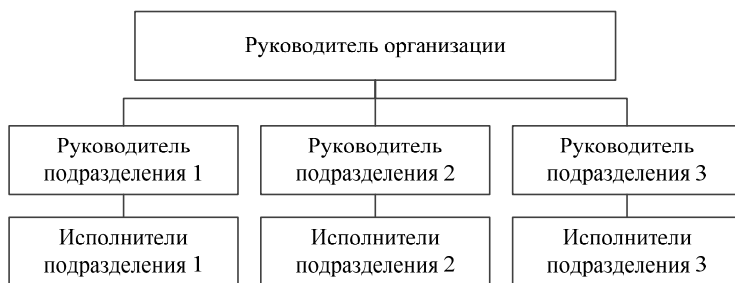 Руководитель организации
Руководитель
подразделения 1
Руководитель
подразделения 2
Руководитель
подразделения 3
Исполнители
подразделения 1
Исполнители
подразделения 2
Исполнители
подразделения 3